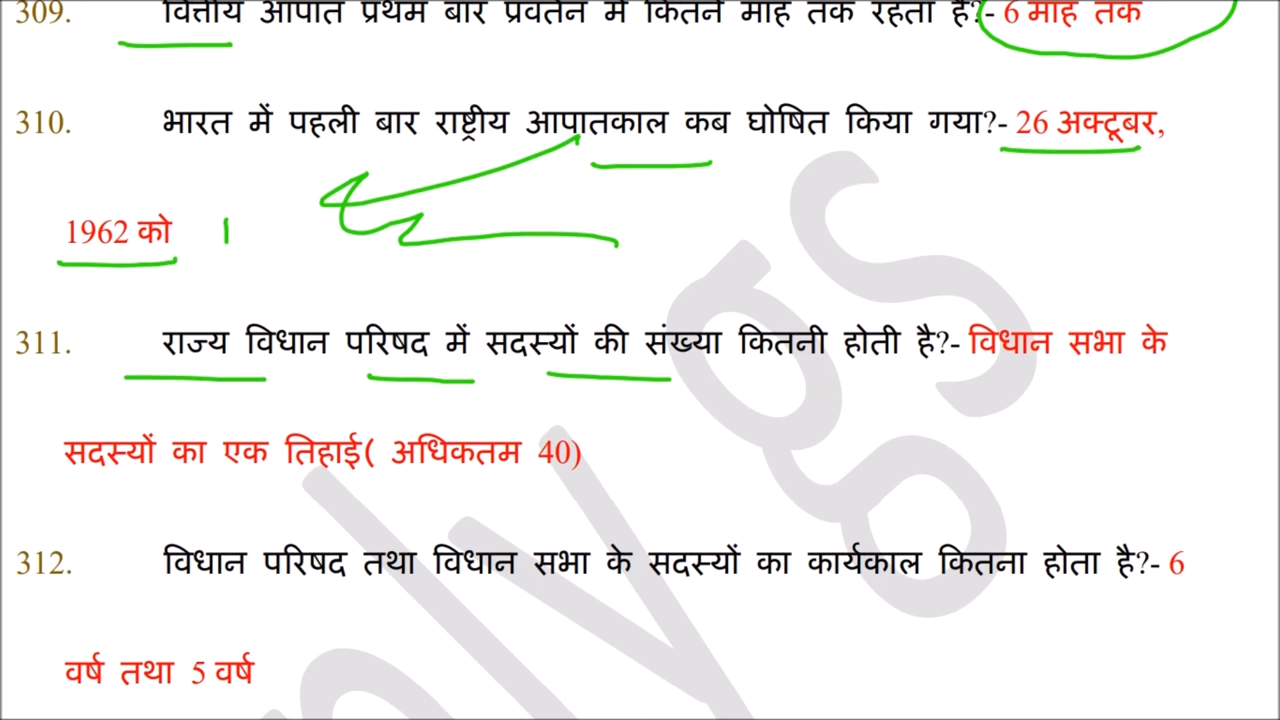 309. वित्तीय आपात प्रथम बार प्रवर्तन में कितने माह तक रहता है?- 6 माह तक
310. भारत में पहली बार राष्ट्रीय आपातकाल कब घोषित किया गया?- 26 अक्टूबर,
1962 को
311. राज्य विधान परिषद में सदस्यों की संख्या कितनी होती है?- विधान सभा के
सदस्यों का एक तिहाई( अधिकतम 40)
312. विधान परिषद तथा विधान सभा के सदस्यों का कार्यकाल कितना होता है?- 6
वर्ष तथा 5 वर्ष
ly gs